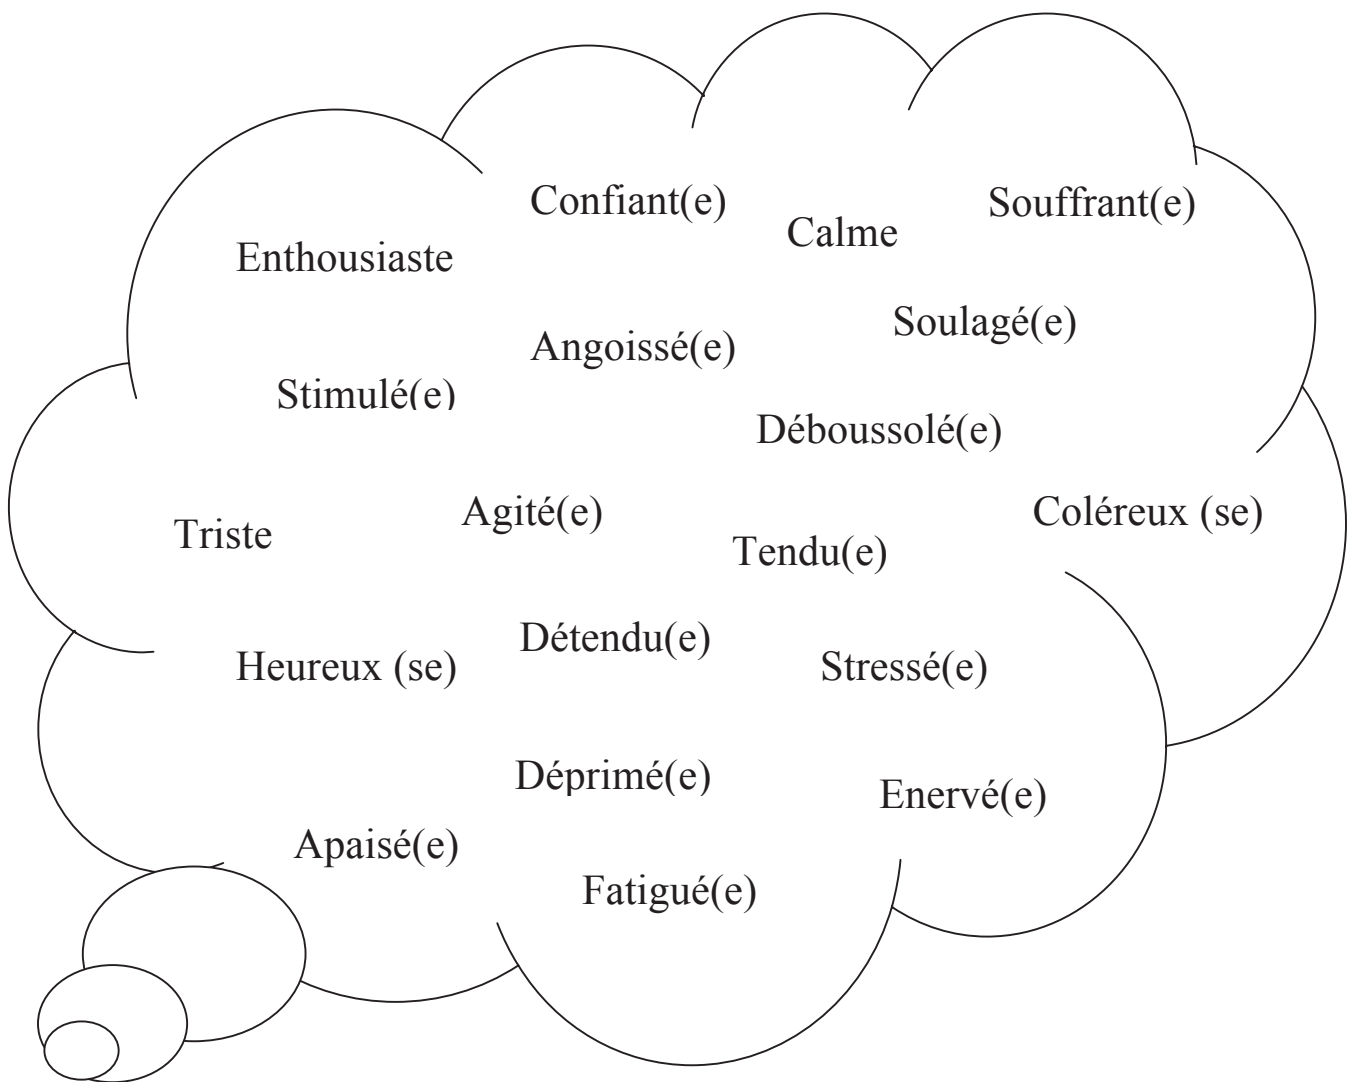 Confiant(e)
Souffrant(e)
Calme
Enthousiaste
Soulagé(e)
Angoissé(e)
Stimulé(e)
Déboussolé(e)
Agité(e)
Coléreux (se)
Triste
Tendu(e)
Détendu(e)
Heureux (se)
Stressé(e)
Déprimé(e)
Enervé(e)
Apaisé(e)
Fatigué(e)